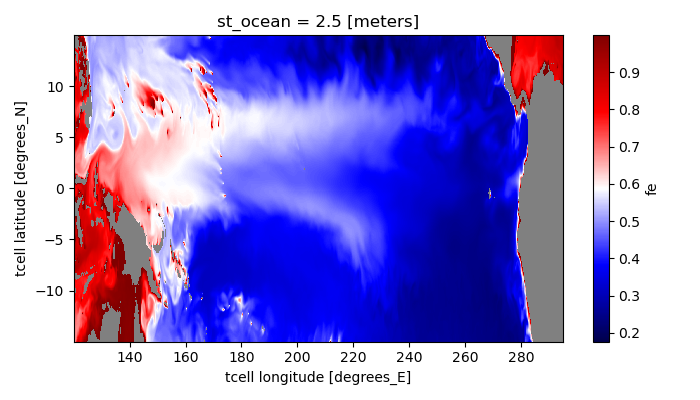 st_ocean = 2.5 [meters]
tcell latitude [degrees_N]
10
5
0
−5
−10
140 160 180 200 220 240 260 280
tcell longitude [degrees_E]
0.9
0.8
0.7
0.6
0.5
0.4
0.3
0.2
fe